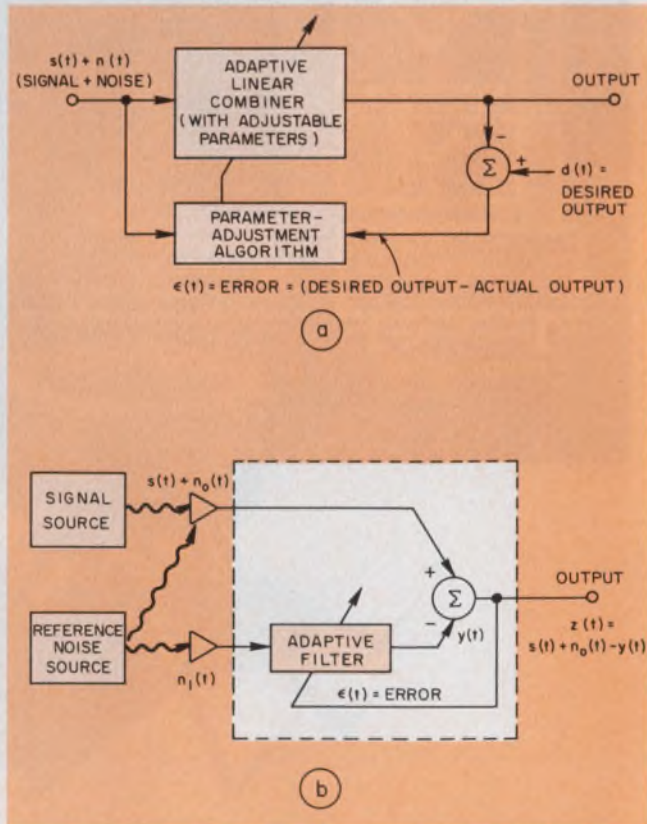 s(t) + n(t)
(SIGNAL + NOISE)
ADAPTIVE
LINEAR
COMBINER
(WITH ADJUSTABLE
PARAMETERS)
OUTPUT
−
Σ
+
d(t) =
DESIRED
OUTPUT
PARAMETER–
ADJUSTMENT
ALGORITHM
ϵ(t) = ERROR = (DESIRED OUTPUT – ACTUAL OUTPUT)
a
SIGNAL
SOURCE
s(t) + n₀(t)
REFERENCE
NOISE
SOURCE
n₁(t)
ADAPTIVE
FILTER
+
Σ
−
y(t)
ϵ(t) = ERROR
OUTPUT
z(t) =
s(t) + n₀(t) – y(t)
b